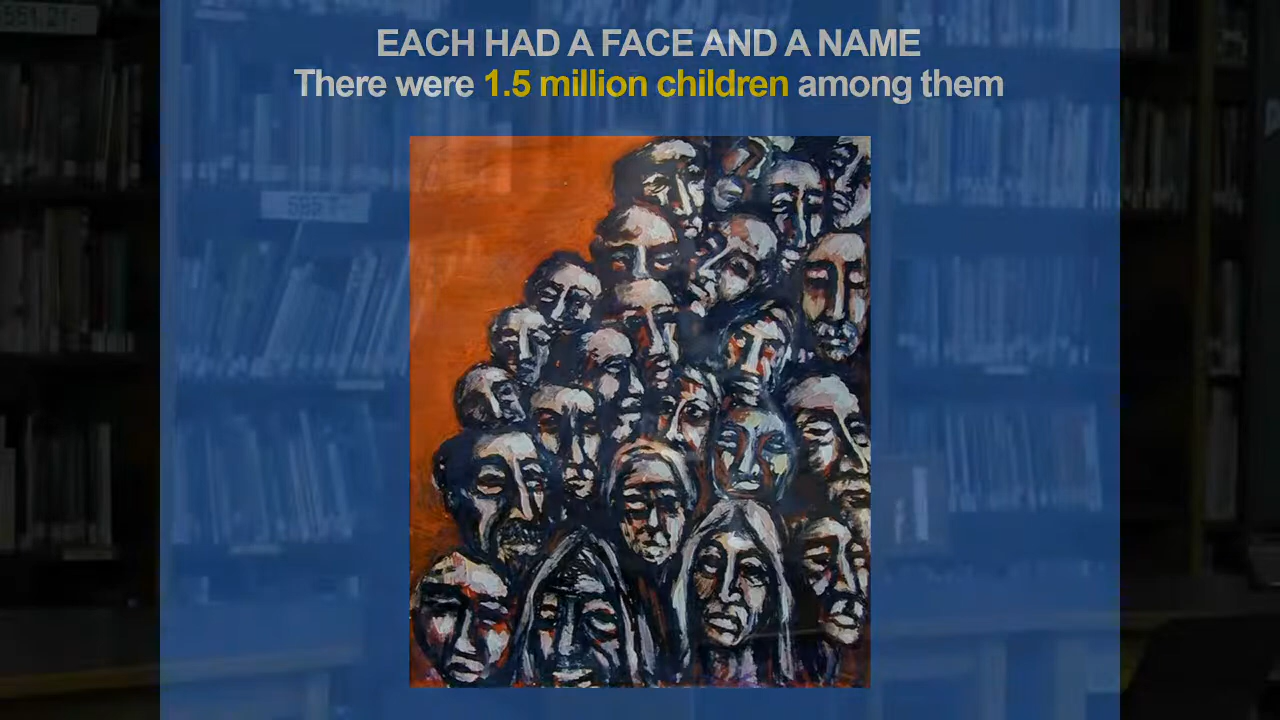 EACH HAD A FACE AND A NAME
There were 1.5 million children among them